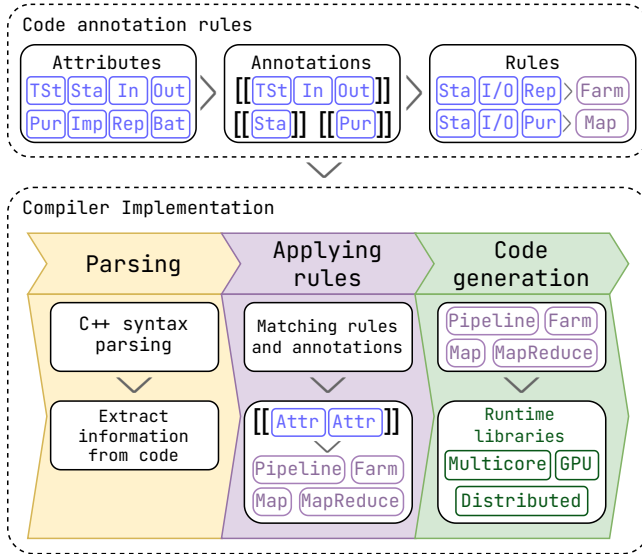 Code annotation rules
Attributes
TSt Sta In Out
Pur Imp Rep Bat
Annotations
[[TSt In Out]]
[[Sta]] [[Pur]]
Rules
Sta I/O Rep > Farm
Sta I/O Pur > Map
Compiler Implementation
Parsing
C++ syntax
parsing
Extract
information
from code
Applying
rules
Matching rules
and annotations
[[Attr Attr]]
Pipeline Farm
Map MapReduce
Code
generation
Pipeline Farm
Map MapReduce
Runtime
libraries
Multicore GPU
Distributed